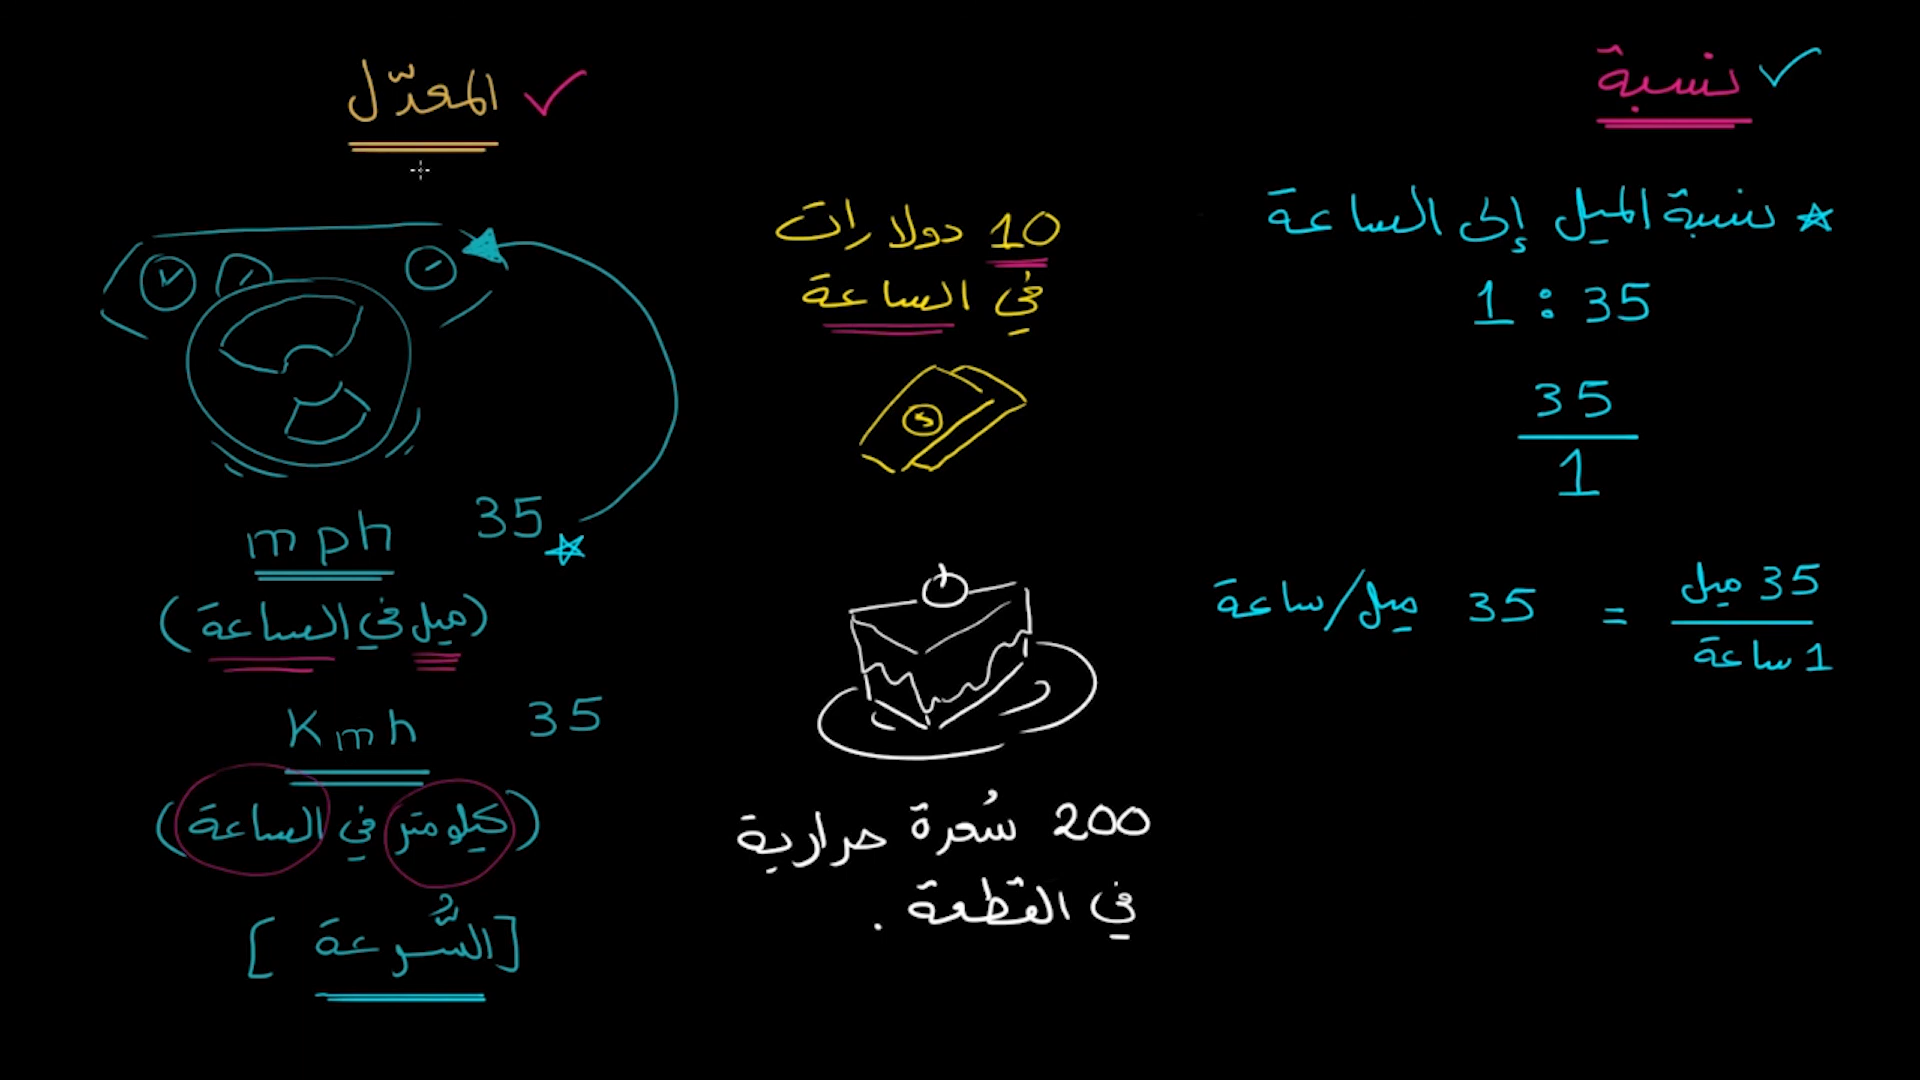 نسبة
* نسبة الميل إلى الساعة
1 : 35
35
1
35 ميل
1 ساعة
= 35 ميل/ساعة
10 دولارات
في الساعة
$
200 سُعرة حرارية
في القطعة .
المعدّل
35 mph
(ميل في الساعة)
35 Kmh
(كيلومتر في الساعة)
[السُّرعة]